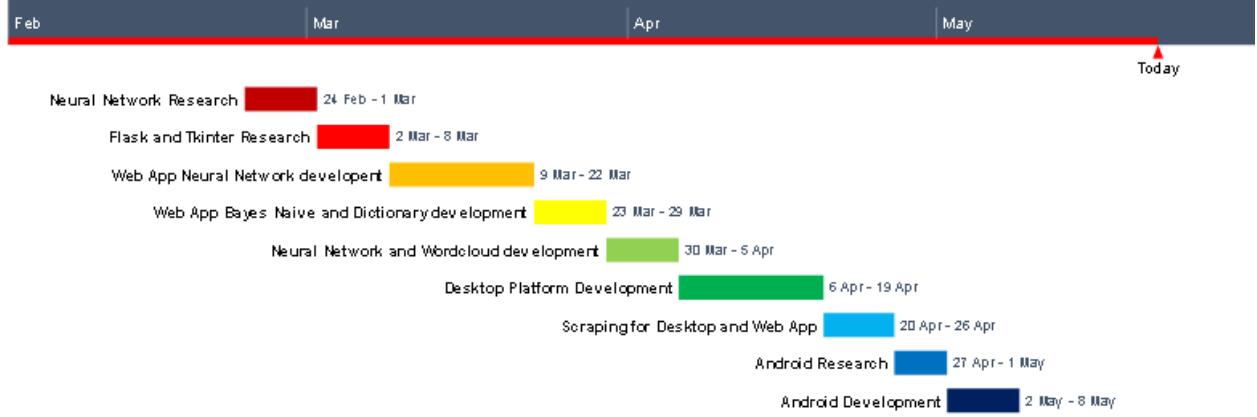 Feb Mar Apr May
Today
Neural Network Research 24 Feb - 1 Mar
Flask and Tkinter Research 2 Mar - 8 Mar
Web App Neural Network developent 9 Mar - 22 Mar
Web App Bayes Naive and Dictionary development 23 Mar - 29 Mar
Neural Network and Wordcloud development 30 Mar - 5 Apr
Desktop Platform Development 6 Apr - 19 Apr
Scraping for Desktop and Web App 20 Apr - 26 Apr
Android Research 27 Apr - 1 May
Android Development 2 May - 8 May